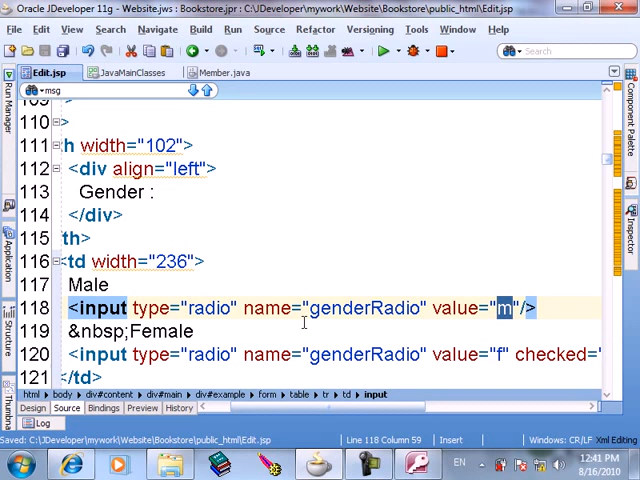 Oracle JDeveloper 11g - Website.jws : Bookstore.jpr : C:\JDeveloper\mywork\Website\Bookstore\public_html\Edit.jsp
File Edit View Search Navigate Build Run Source Refactor Versioning Tools Window
Search
Edit.jsp JavaMainClasses Member.java
msg
109 >
110 >
111 h width="102">
112 <div align="left">
113 Gender :
114 </div>
115 th>
116 <td width="236">
117 Male
118 <input type="radio" name="genderRadio" value="m"/>
119 &nbsp;Female
120 <input type="radio" name="genderRadio" value="f" checked="
121 </td>
html body div#content div#main div#example form table tr td input
Design Source Bindings Preview History
Log
Saved: C:\JDeveloper\mywork\Website\Bookstore\public_html\Edit.jsp Line 118 Column 59 Insert Windows: CR/LF Xml Editing
Run Manager
Application
Structure
Thumbna
Component Palette
Inspector
EN
12:41 PM
8/16/2010